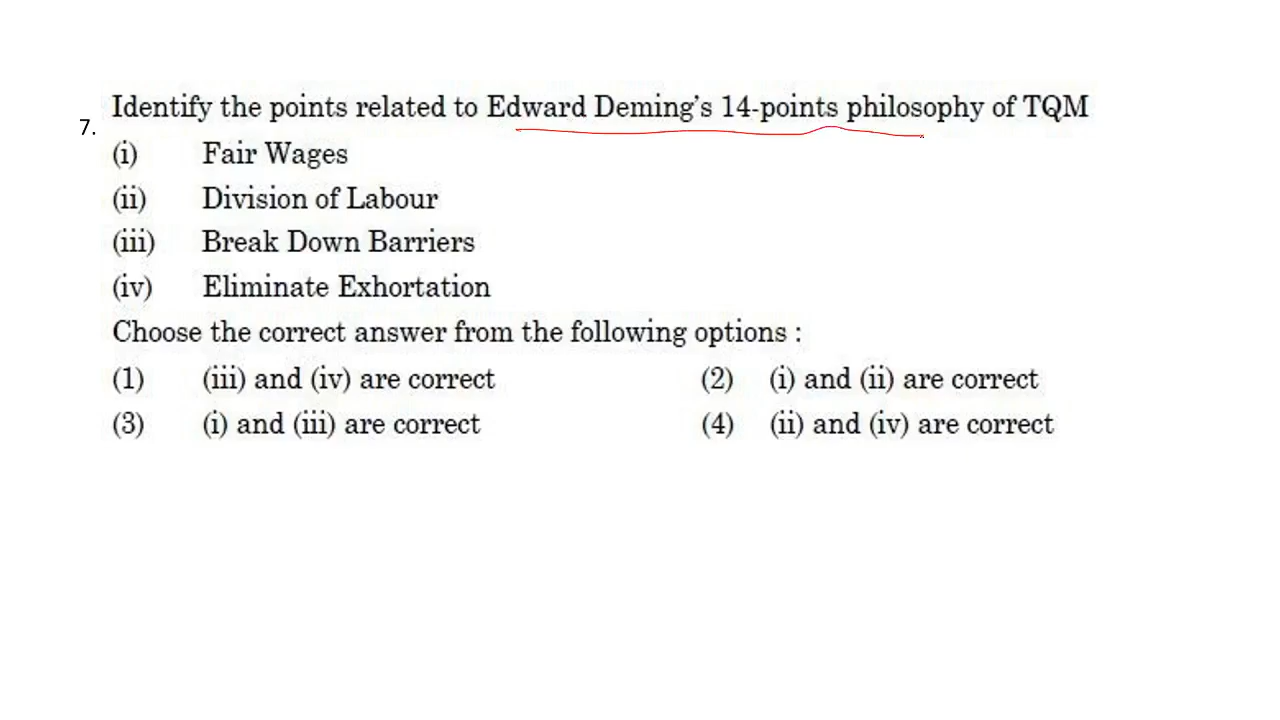 Identify the points related to Edward Deming's 14-points philosophy of TQM
7.
(i) Fair Wages
(ii) Division of Labour
(iii) Break Down Barriers
(iv) Eliminate Exhortation
Choose the correct answer from the following options :
(1) (iii) and (iv) are correct (2) (i) and (ii) are correct
(3) (i) and (iii) are correct (4) (ii) and (iv) are correct